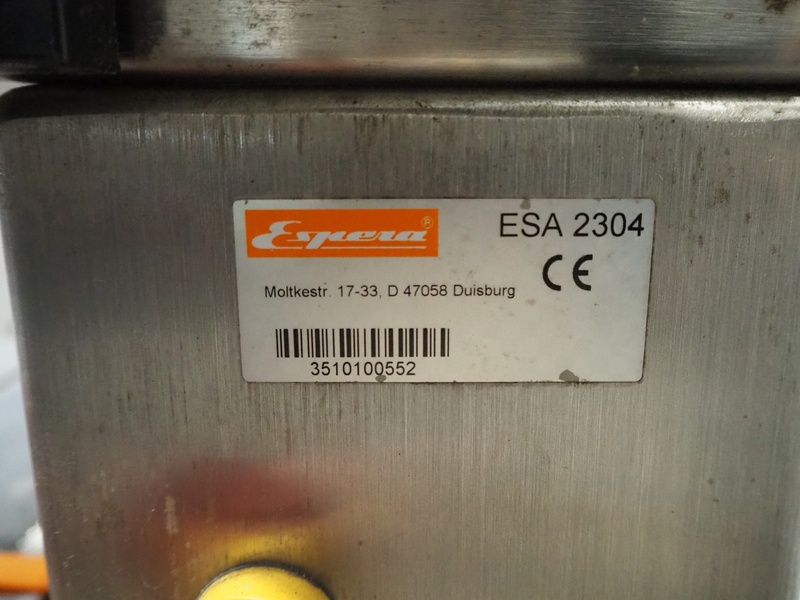 Espera®
ESA 2304
CE
Moltkestr. 17-33, D 47058 Duisburg
3510100552